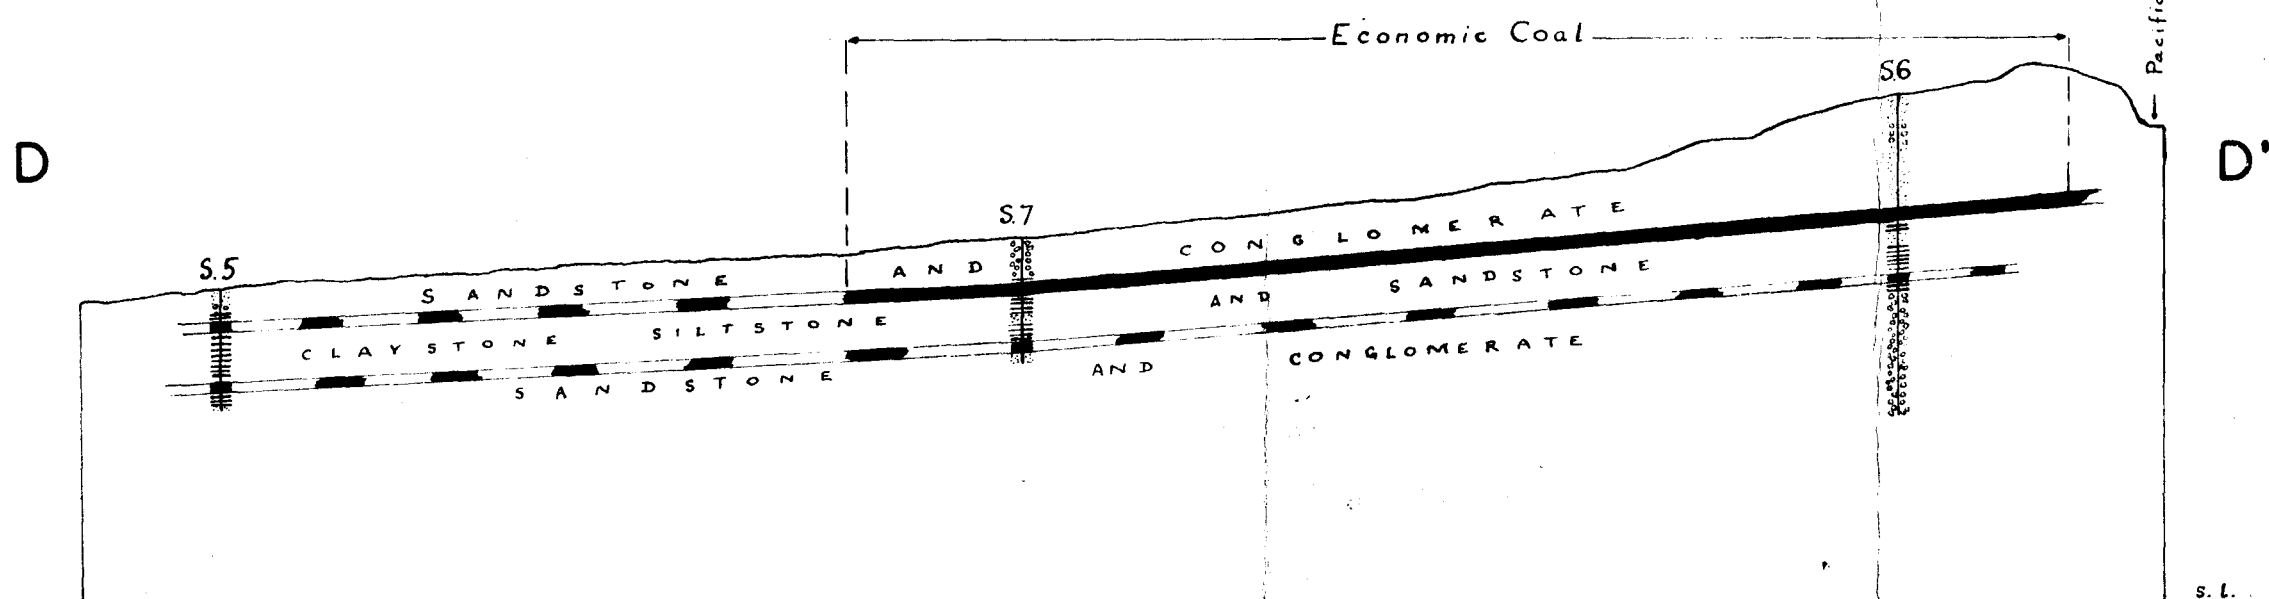 Economic Coal
Pacific
S6
D
D'
S.7
S.5
SANDSTONE AND CONGLOMERATE
CLAYSTONE SILTSTONE AND SANDSTONE
SANDSTONE AND CONGLOMERATE
S.L.